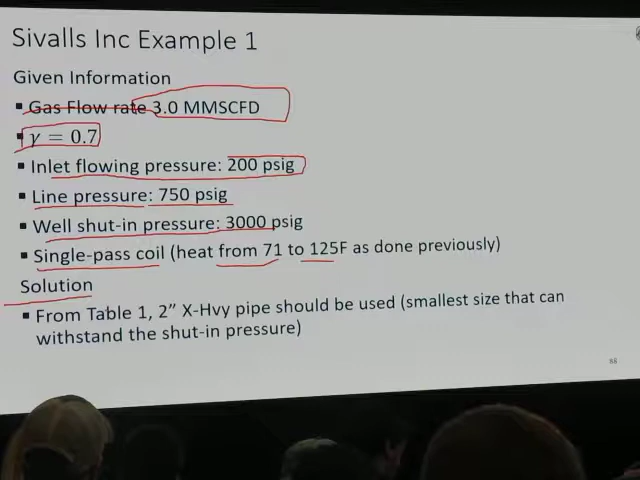 Sivalls Inc Example 1
Given Information
▪ Gas Flow rate 3.0 MMSCFD
▪ γ = 0.7
▪ Inlet flowing pressure: 200 psig
▪ Line pressure: 750 psig
▪ Well shut-in pressure: 3000 psig
▪ Single-pass coil (heat from 71 to 125F as done previously)
Solution
▪ From Table 1, 2" X-Hvy pipe should be used (smallest size that can
withstand the shut-in pressure)